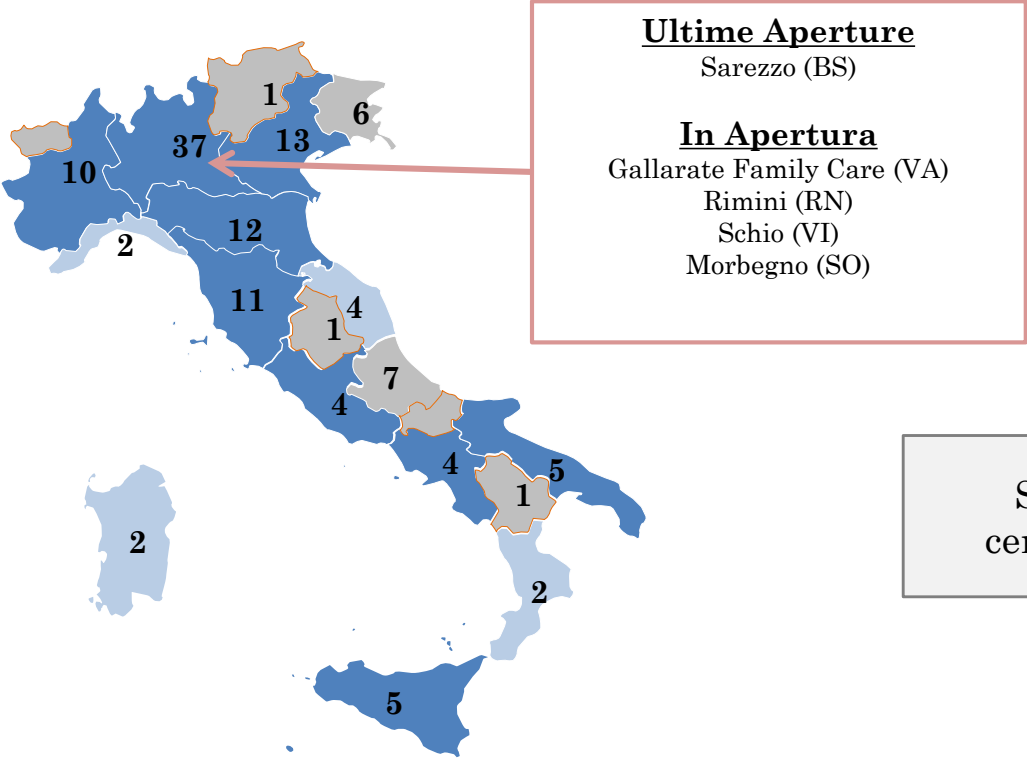 Ultime Aperture
Sarezzo (BS)
In Apertura
Gallarate Family Care (VA)
Rimini (RN)
Schio (VI)
Morbegno (SO)
1
6
37
13
10
2
12
11
4
1
7
4
4
5
1
2
2
5